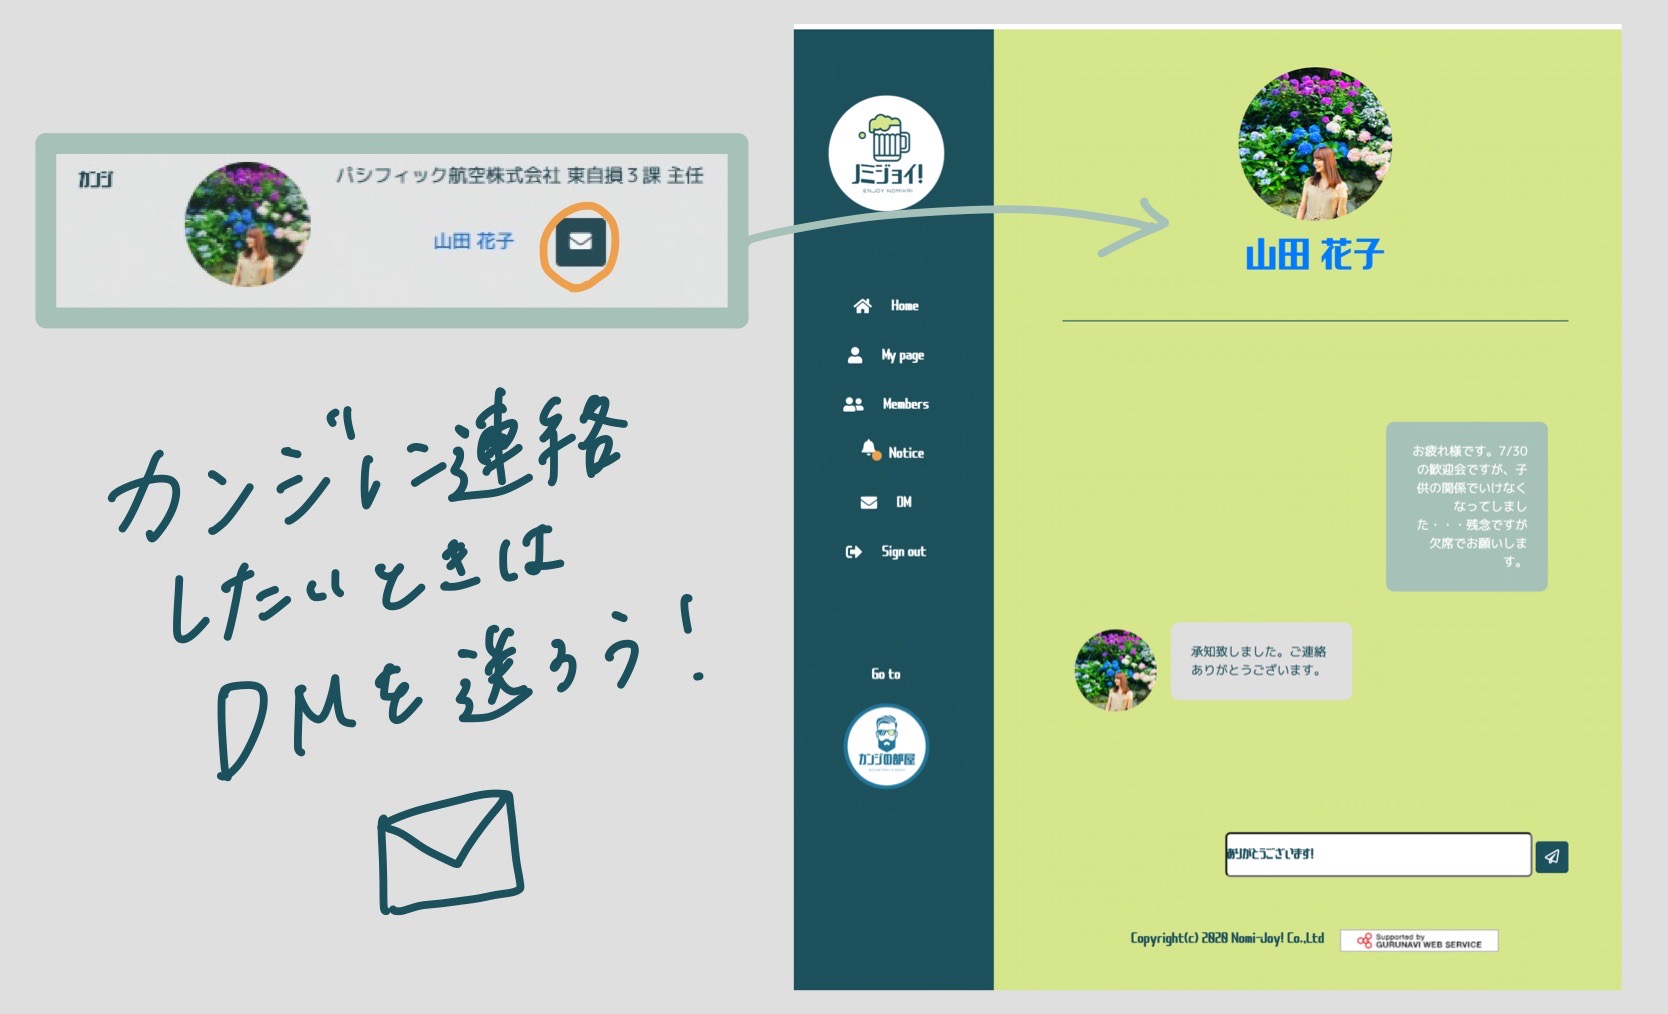 カンジ
パシフィック航空株式会社 東自損３課 主任
山田 花子
カンジに連絡
したいときは
DMを送ろう！
ノミジョイ！
ENJOY NOMIKAI
Home
My page
Members
Notice
DM
Sign out
Go to
カンジの部屋
山田 花子
お疲れ様です。7/30
の歓迎会ですが、子
供の関係でいけなく
なってしまし
た・・・残念ですが
欠席でお願いしま
す。
承知致しました。ご連絡
ありがとうございます。
ありがとうございます!
Copyright(c) 2020 Nomi-Joy! Co.,Ltd
Supported by
GURUNAVI WEB SERVICE